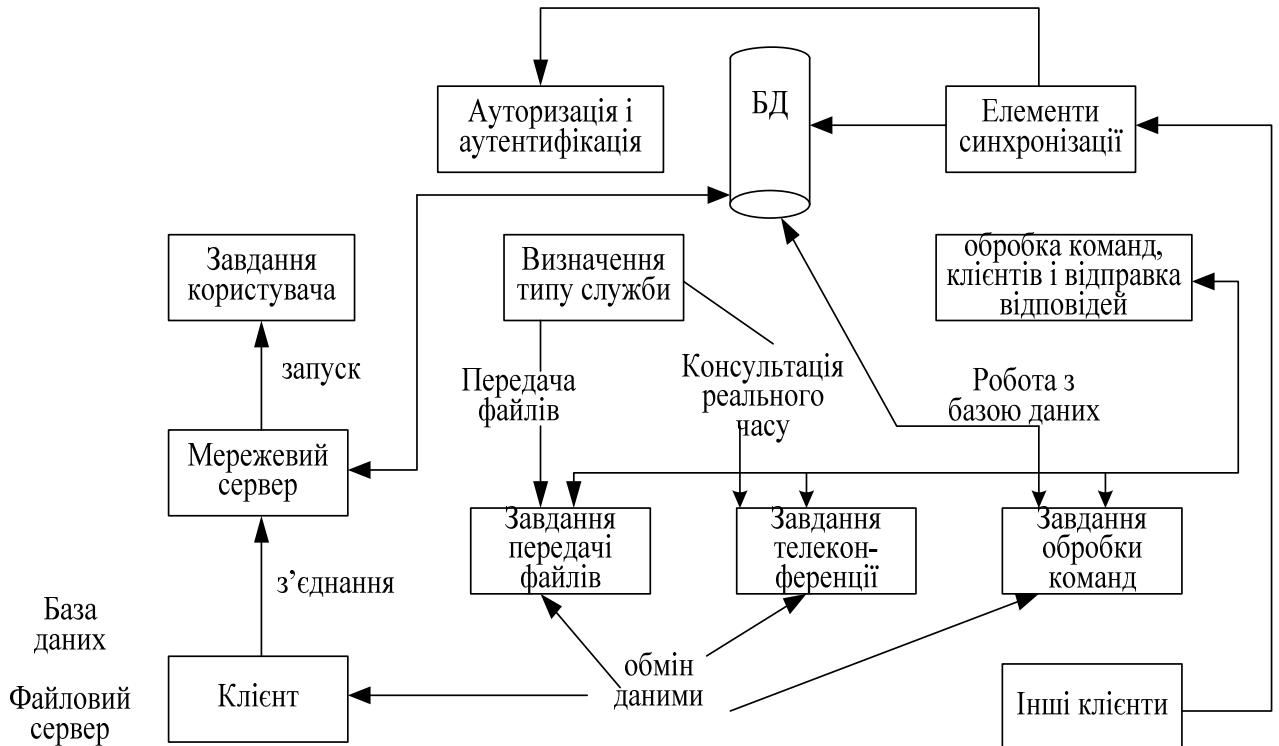 Ауторизація і
аутентифікація
БД
Елементи
синхронізації
Завдання
користувача
Визначення
типу служби
обробка команд,
клієнтів і відправка
відповідей
запуск
Передача
файлів
Консультація
реального
часу
Робота з
базою даних
Мережевий
сервер
Завдання
передачі
файлів
Завдання
телекон-
ференції
Завдання
обробки
команд
з’єднання
База
даних
Файловий
сервер
Клієнт
обмін
даними
Інші клієнти